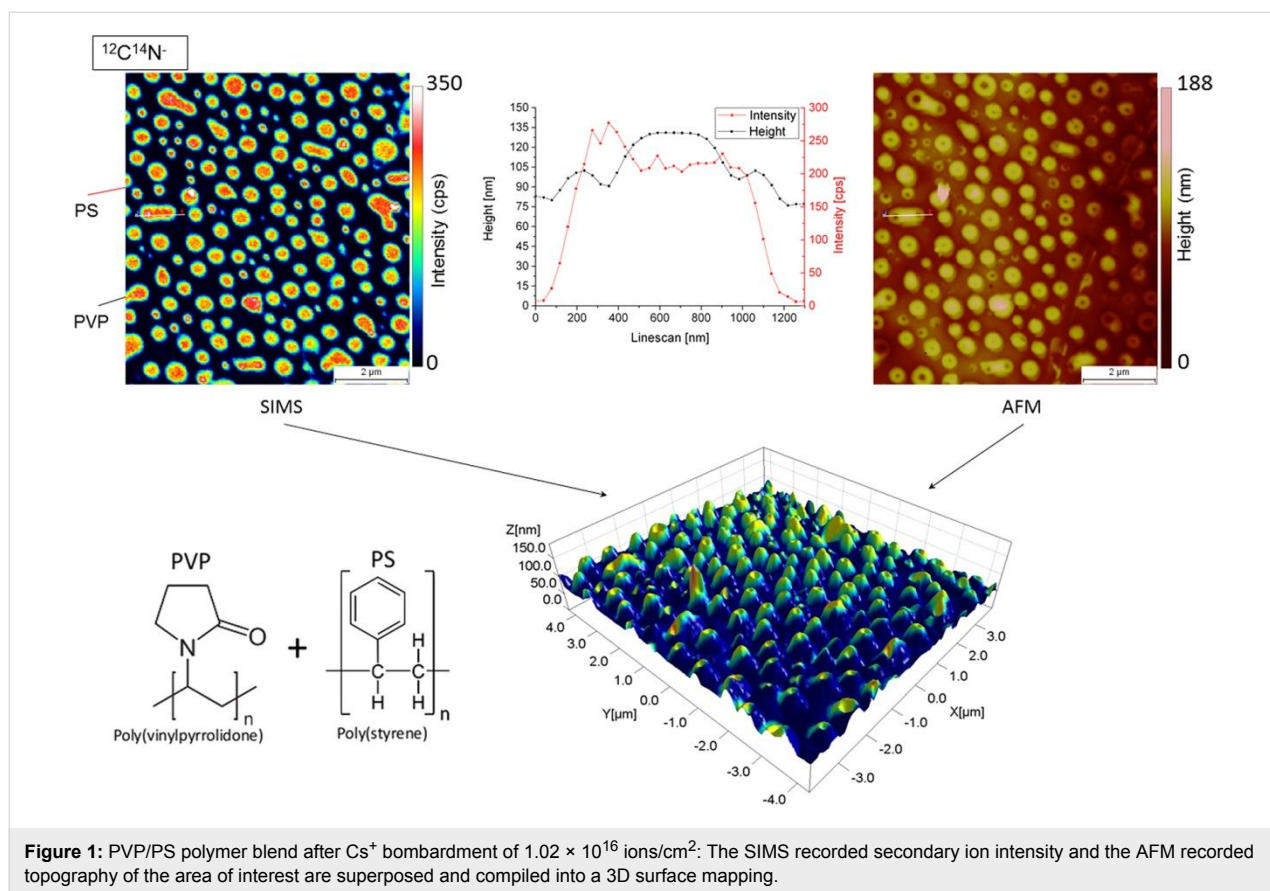 ¹²C¹⁴N⁻
350
Intensity (cps)
0
PS
PVP
2 µm
SIMS
150
135
120
105
90
75
60
45
30
15
0
Height [nm]
Intensity
Height
300
250
200
150
100
50
0
Intensity [cps]
0 200 400 600 800 1000 1200
Linescan [nm]
188
Height (nm)
0
2 µm
AFM
PVP
N
O
n
Poly(vinylpyrrolidone)
+
PS
H
C C
H H
n
Poly(styrene)
Z[nm]
150.0
100.0
50.0
0.0
4.0
3.0
2.0
1.0
0.0
-1.0
-2.0
-3.0
-4.0
Y[µm]
3.0
2.0
1.0
0.0
-1.0
-2.0
-3.0
X[µm]
Figure 1: PVP/PS polymer blend after Cs⁺ bombardment of 1.02 × 10¹⁶ ions/cm²: The SIMS recorded secondary ion intensity and the AFM recorded
topography of the area of interest are superposed and compiled into a 3D surface mapping.